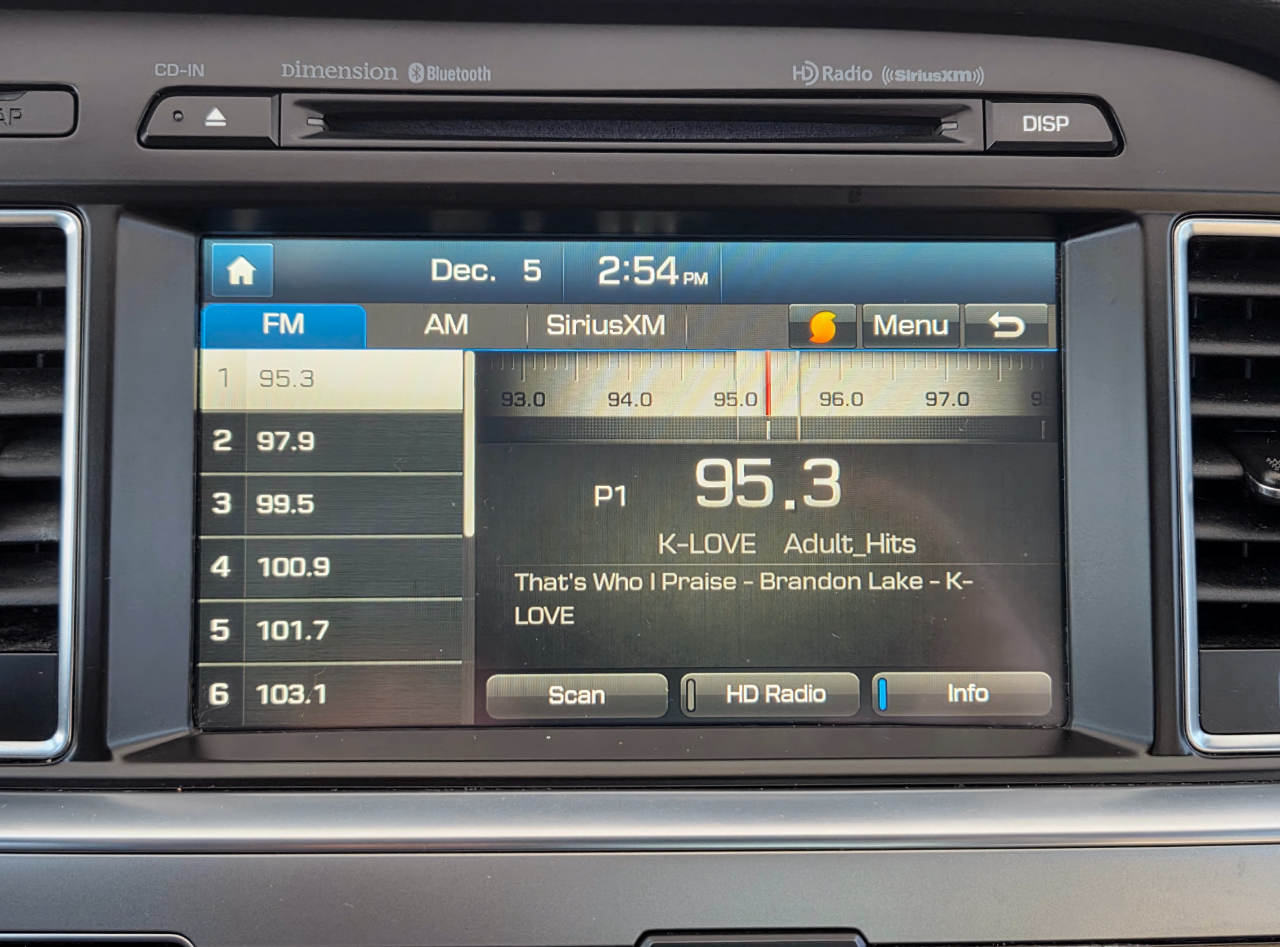 CD-IN Dimension Bluetooth HD Radio ((SiriusXM))
AP DISP
Dec. 5 2:54 PM
FM AM SiriusXM Menu
1 95.3
93.0 94.0 95.0 96.0 97.0
2 97.9
3 99.5
4 100.9
5 101.7
6 103.1
P1 95.3
K-LOVE Adult_Hits
That's Who I Praise - Brandon Lake - K-
LOVE
Scan HD Radio Info